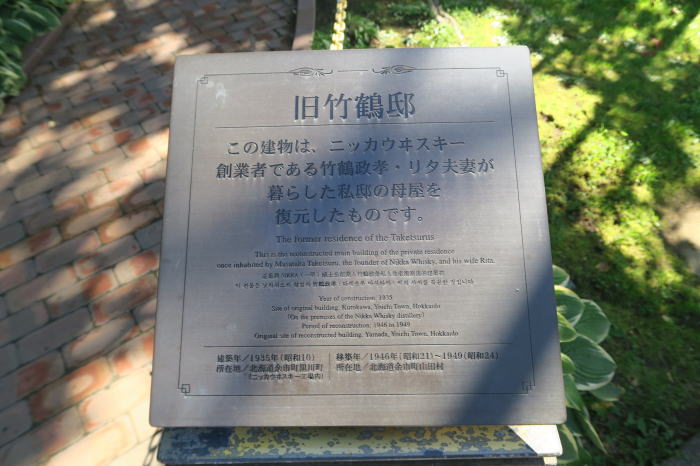 旧竹鶴邸
この建物は、ニッカウヰスキー
創業者である竹鶴政孝・リタ夫妻が
暮らした私邸の母屋を
復元したものです。
The former residence of the Taketsurus
This is the reconstructed main building of the private residence
once inhabited by Masataka Taketsuru, the founder of Nikka Whisky, and his wife Rita.
Year of construction: 1935
Site of original building: Kurokawa, Yoichi Town, Hokkaido
(On the premises of the Nikka Whisky distillery)
Period of reconstruction: 1946 to 1949
Original site of reconstructed building: Yamada, Yoichi Town, Hokkaido
建築年／1935年(昭和10)
所在地／北海道余市町黒川町
(ニッカウヰスキー工場内)
建築年／1946年(昭和21)～1949(昭和24)
所在地／北海道余市町山田村